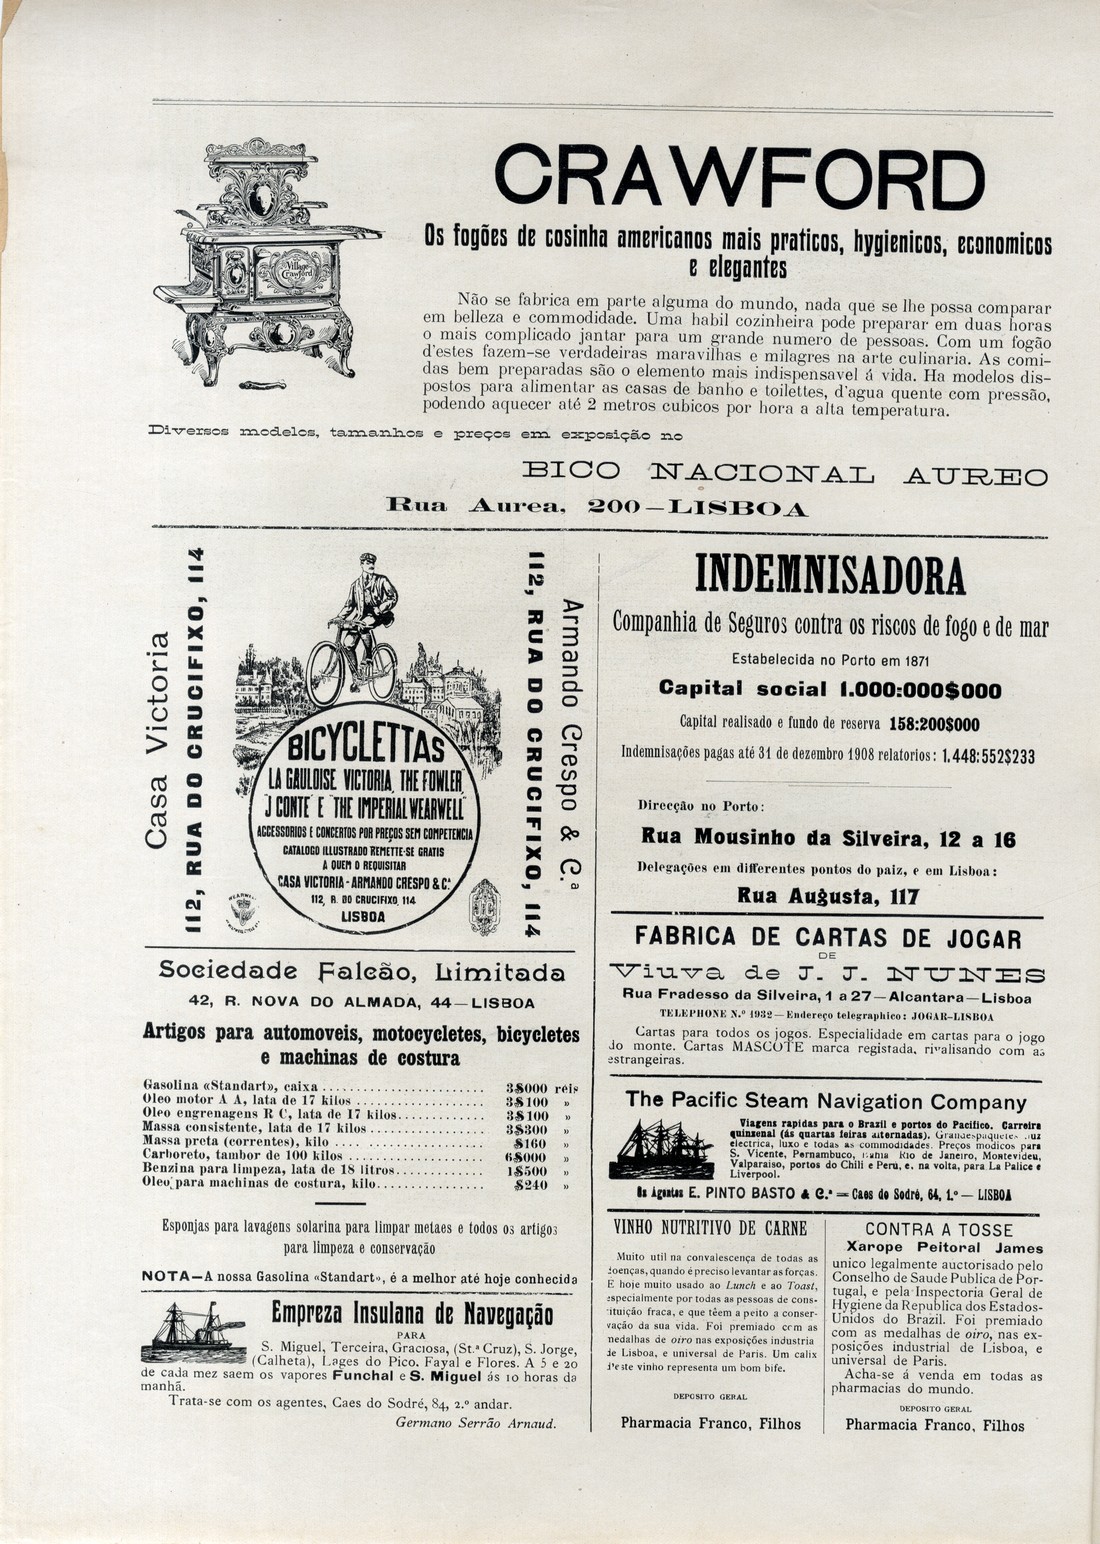 CRAWFORD
Os fogões de cosinha americanos mais praticos, hygienicos, economicos
e elegantes
Village
Crawford
Não se fabrica em parte alguma do mundo, nada que se lhe possa comparar
em belleza e commodidade. Uma habil cozinheira pode preparar em duas horas
o mais complicado jantar para um grande numero de pessoas. Com um fogão
d'estes fazem-se verdadeiras maravilhas e milagres na arte culinaria. As comi-
das bem preparadas são o elemento mais indispensavel á vida. Ha modelos dis-
postos para alimentar as casas de banho e toilettes, d'agua quente com pressão,
podendo aquecer até 2 metros cubicos por hora a alta temperatura.
Diversos modelos, tamanhos e preços em exposição no
BICO NACIONAL AUREO
Rua Aurea, 200—LISBOA
Casa Victoria
112, RUA DO CRUCIFIXO, 114
BICYCLETTAS
LA GAULOISE VICTORIA, THE FOWLER
J CONTE E THE IMPERIAL WEARWELL
ACCESSORIOS E CONCERTOS POR PREÇOS SEM COMPETENCIA
CATALOGO ILLUSTRADO REMETTE-SE GRATIS
A QUEM O REQUISITAR
CASA VICTORIA - ARMANDO CRESPO & C.ª
112, R. DO CRUCIFIXO, 114
LISBOA
112, RUA DO CRUCIFIXO, 114
Armando Crespo & C.ª
Sociedade Falcão, Limitada
42, R. NOVA DO ALMADA, 44—LISBOA
Artigos para automoveis, motocycletes, bicycletes
e machinas de costura
Gasolina «Standart», caixa ........ 3$000 réis
Oleo motor A A, lata de 17 kilos ........ 3$100 »
Oleo engrenagens R C, lata de 17 kilos ........ 3$100 »
Massa consistente, lata de 17 kilos ........ 3$300 »
Massa preta (correntes), kilo ........ $160 »
Carboreto, tambor de 100 kilos ........ 6$000 »
Benzina para limpeza, lata de 18 litros ........ 1$500 »
Oleo para machinas de costura, kilo ........ $240 »
Esponjas para lavagens solarina para limpar metaes e todos os artigos
para limpeza e conservação
NOTA—A nossa Gasolina «Standart», é a melhor até hoje conhecida
Empreza Insulana de Navegação
PARA
S. Miguel, Terceira, Graciosa, (St.ª Cruz), S. Jorge,
(Calheta), Lages do Pico, Fayal e Flores. A 5 e 20
de cada mez saem os vapores Funchal e S. Miguel ás 10 horas da
manhã.
Trata-se com os agentes, Caes do Sodré, 84, 2.º andar.
Germano Serrão Arnaud.
INDEMNISADORA
Companhia de Seguros contra os riscos de fogo e de mar
Estabelecida no Porto em 1871
Capital social 1.000:000$000
Capital realisado e fundo de reserva 158:200$000
Indemnisações pagas até 31 de dezembro 1908 relatorios: 1.448:552$233
Direcção no Porto:
Rua Mousinho da Silveira, 12 a 16
Delegações em differentes pontos do paiz, e em Lisboa:
Rua Augusta, 117
FABRICA DE CARTAS DE JOGAR
DE
Viuva de J. J. NUNES
Rua Fradesso da Silveira, 1 a 27—Alcantara—Lisboa
TELEPHONE N.º 1932—Endereço telegraphico: JOGAR-LISBOA
Cartas para todos os jogos. Especialidade em cartas para o jogo
do monte. Cartas MASCOTE marca registada, rivalisando com as
estrangeiras.
The Pacific Steam Navigation Company
Viagens rapidas para o Brazil e portos do Pacifico. Carreira
quinzenal (ás quartas feiras alternadas). Grandes paquetes luz
electrica, luxo e todas as commodidades. Preços modicos para
S. Vicente, Pernambuco, Bahia Rio de Janeiro, Montevideu,
Valparaiso, portos do Chili e Perú, e, na volta, para La Palice e
Liverpool.
Os Agentes E. PINTO BASTO & C.ª = Caes do Sodré, 64, 1.º — LISBOA
VINHO NUTRITIVO DE CARNE
Muito util na convalescença de todas as
doenças, quando é preciso levantar as forças.
E hoje muito usado ao Lunch e ao Toast,
especialmente por todas as pessoas de cons-
tituição fraca, e que têem a peito a conser-
vação da sua vida. Foi premiado com as
medalhas de oiro nas exposições industria
de Lisboa, e universal de Paris. Um calix
d'este vinho representa um bom bife.
DEPOSITO GERAL
Pharmacia Franco, Filhos
CONTRA A TOSSE
Xarope Peitoral James
unico legalmente auctorisado pelo
Conselho de Saude Publica de Por-
tugal, e pela Inspectoria Geral de
Hygiene da Republica dos Estados-
Unidos do Brazil. Foi premiado
com as medalhas de oiro, nas ex-
posições industrial de Lisboa, e
universal de Paris.
Acha-se á venda em todas as
pharmacias do mundo.
DEPOSITO GERAL
Pharmacia Franco, Filhos